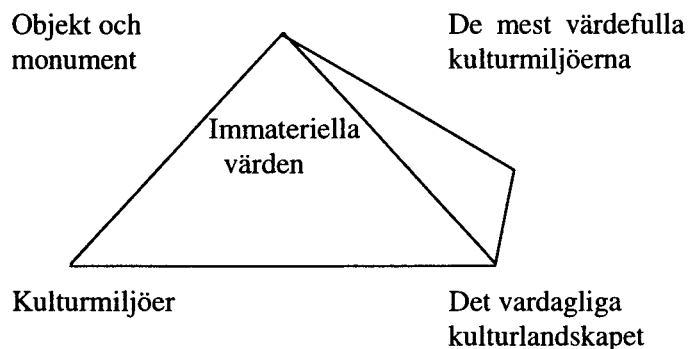 Objekt och
monument
De mest värdefulla
kulturmiljöerna
Immateriella
värden
Kulturmiljöer
Det vardagliga
kulturlandskapet